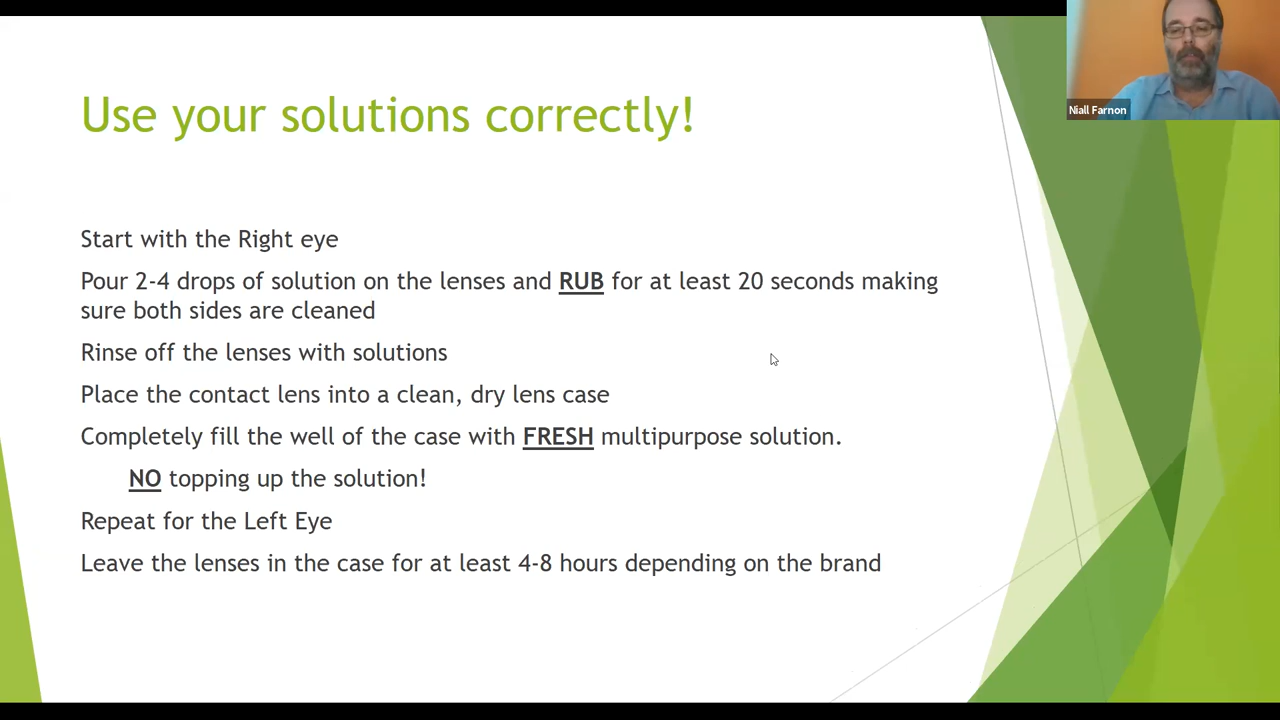 Niall Farnon
Use your solutions correctly!
Start with the Right eye
Pour 2-4 drops of solution on the lenses and RUB for at least 20 seconds making
sure both sides are cleaned
Rinse off the lenses with solutions
Place the contact lens into a clean, dry lens case
Completely fill the well of the case with FRESH multipurpose solution.
NO topping up the solution!
Repeat for the Left Eye
Leave the lenses in the case for at least 4-8 hours depending on the brand